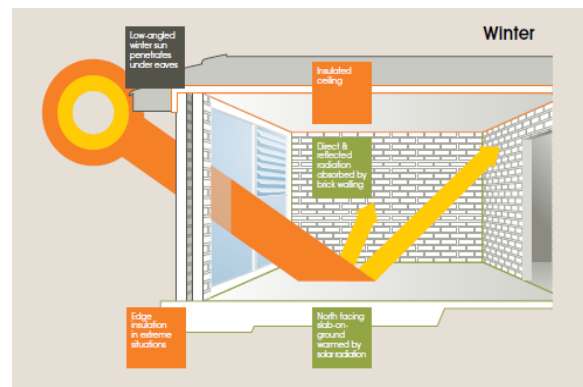 Winter
Low-angled
winter sun
penetrates
under eaves
Insulated
ceiling
Direct &
reflected
radiation
absorbed by
brick walling
Edge
insulation
in extreme
situations
North facing
slab-on-
ground
warmed by
solar radiation